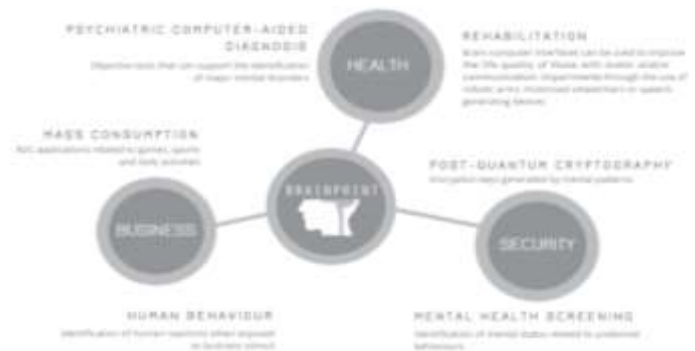 PSYCHIATRIC COMPUTER-AIDED
DIAGNOSIS
Objective tools that can support the identification
of major mental disorders
HEALTH
REHABILITATION
Brain-computer interfaces can be used to improve
the life quality of those with motor and/or
communication impairments through the use of
robotic arms, motorised wheelchairs or speech
generating devices
MASS CONSUMPTION
B2C applications related to games, sports
and daily activities
BRAINPRINT
POST-QUANTUM CRYPTOGRAPHY
Encryption keys generated by mental patterns
BUSINESS
SECURITY
HUMAN BEHAVIOUR
Identification of human reactions when exposed
to business stimuli
MENTAL HEALTH SCREENING
Identification of mental status related to
behaviours